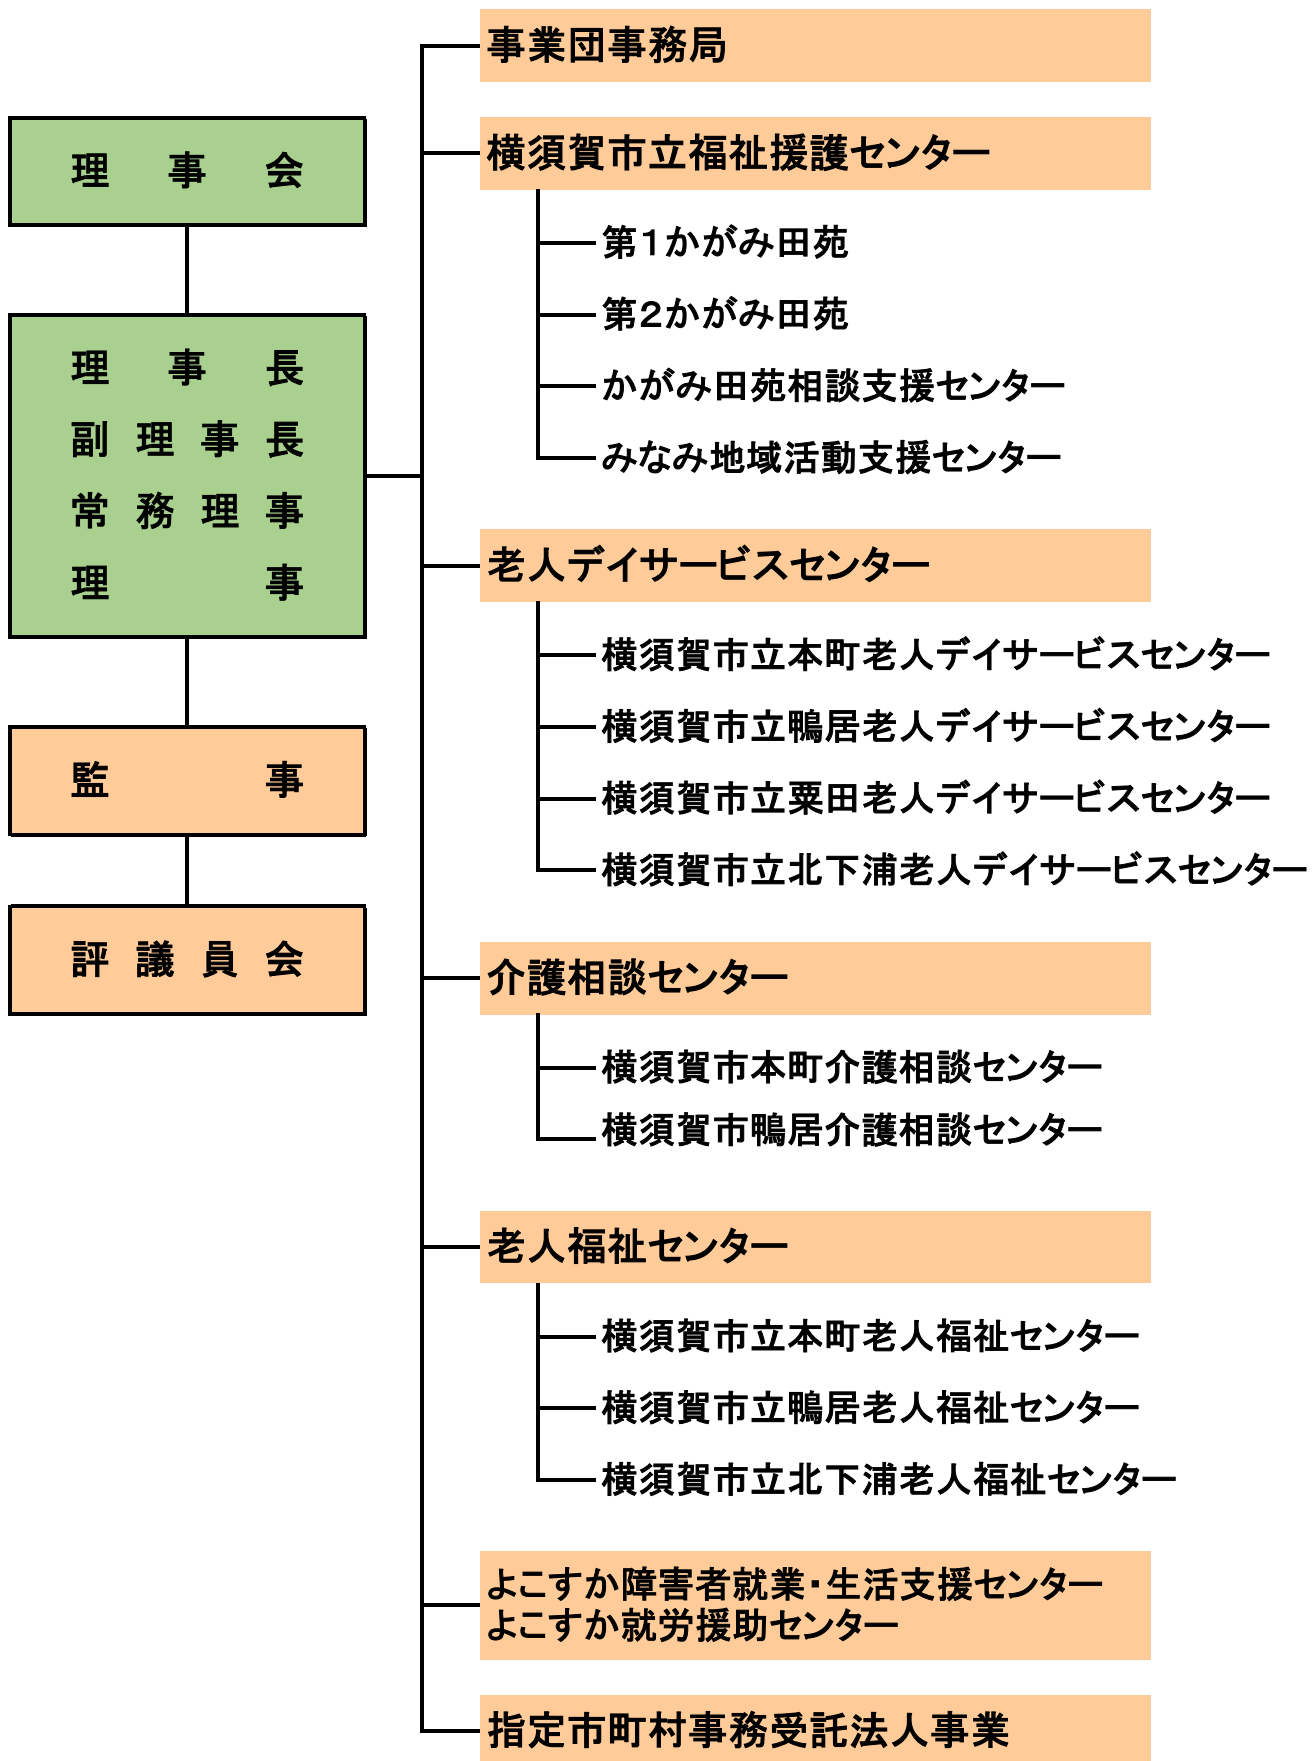 理事会
理事長
副理事長
常務理事
理事
監事
評議員会
事業団事務局
横須賀市立福祉援護センター
第1かがみ田苑
第2かがみ田苑
かがみ田苑相談支援センター
みなみ地域活動支援センター
老人デイサービスセンター
横須賀市立本町老人デイサービスセンター
横須賀市立鴨居老人デイサービスセンター
横須賀市立粟田老人デイサービスセンター
横須賀市立北下浦老人デイサービスセンター
介護相談センター
横須賀市本町介護相談センター
横須賀市鴨居介護相談センター
老人福祉センター
横須賀市立本町老人福祉センター
横須賀市立鴨居老人福祉センター
横須賀市立北下浦老人福祉センター
よこすか障害者就業・生活支援センター
よこすか就労援助センター
指定市町村事務受託法人事業